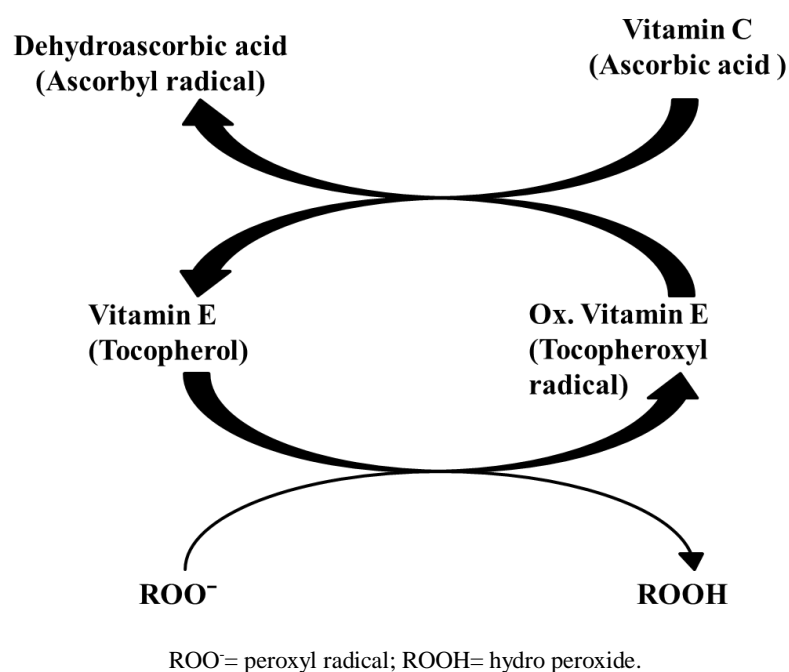 Dehydroascorbic acid
(Ascorbyl radical)
Vitamin C
(Ascorbic acid )
Vitamin E
(Tocopherol)
Ox. Vitamin E
(Tocopheroxyl
radical)
ROO⁻
ROOH
ROO⁻= peroxyl radical; ROOH= hydro peroxide.